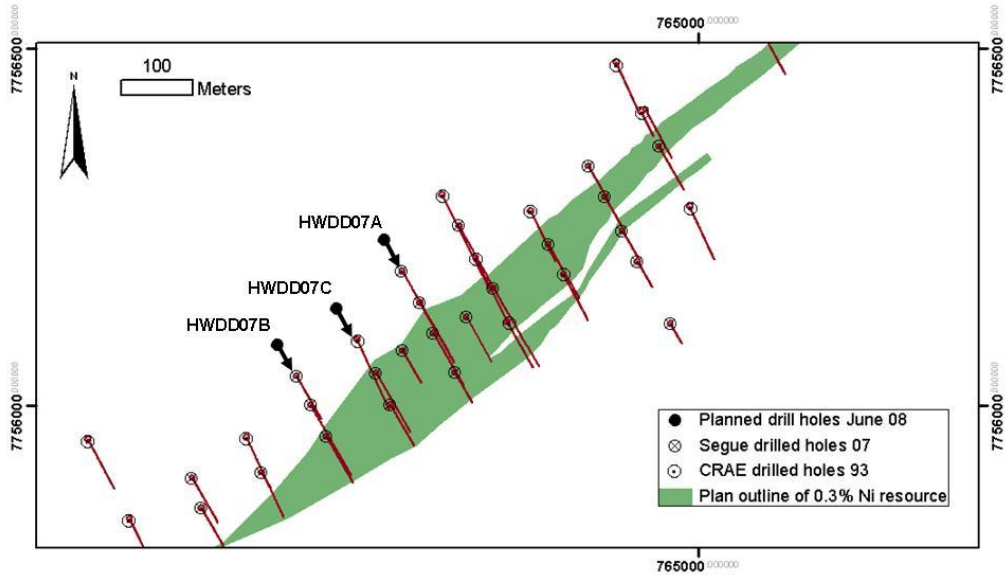 765000.000000
7756500.000000
7756500.000000
100
Meters
N
HWDD07A
HWDD07C
HWDD07B
7756000.000000
7756000.000000
Planned drill holes June 08
Segue drilled holes 07
CRAE drilled holes 93
Plan outline of 0.3% Ni resource
765000.000000